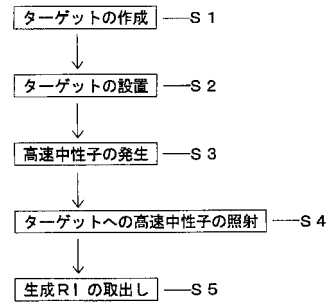 ターゲットの作成 S1
ターゲットの設置 S2
高速中性子の発生 S3
ターゲットへの高速中性子の照射 S4
生成RIの取出し S5